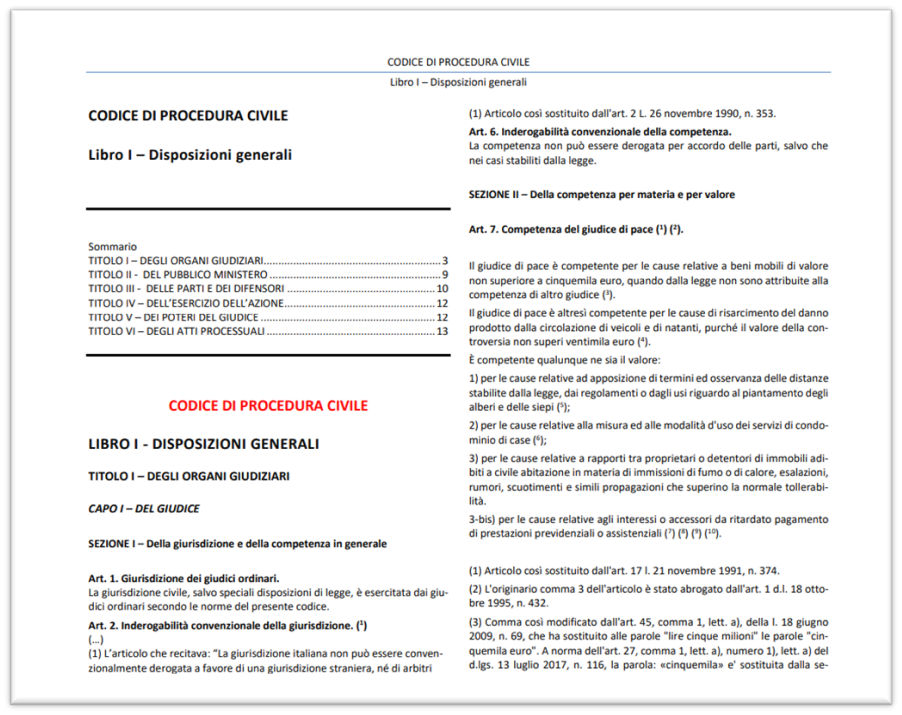 CODICE DI PROCEDURA CIVILE
Libro I – Disposizioni generali
CODICE DI PROCEDURA CIVILE
Libro I – Disposizioni generali
Sommario
TITOLO I – DEGLI ORGANI GIUDIZIARI.......................................................... 3
TITOLO II - DEL PUBBLICO MINISTERO ........................................................ 9
TITOLO III - DELLE PARTI E DEI DIFENSORI .................................................. 10
TITOLO IV – DELL'ESERCIZIO DELL'AZIONE.................................................. 12
TITOLO V – DEI POTERI DEL GIUDICE .......................................................... 12
TITOLO VI – DEGLI ATTI PROCESSUALI ........................................................ 13
CODICE DI PROCEDURA CIVILE
LIBRO I - DISPOSIZIONI GENERALI
TITOLO I – DEGLI ORGANI GIUDIZIARI
CAPO I – DEL GIUDICE
SEZIONE I – Della giurisdizione e della competenza in generale
Art. 1. Giurisdizione dei giudici ordinari.
La giurisdizione civile, salvo speciali disposizioni di legge, è esercitata dai giu-
dici ordinari secondo le norme del presente codice.
Art. 2. Inderogabilità convenzionale della giurisdizione. (¹)
(…)
(1) L'articolo che recitava: “La giurisdizione italiana non può essere conven-
zionalmente derogata a favore di una giurisdizione straniera, né di arbitri
(1) Articolo così sostituito dall'art. 2 L. 26 novembre 1990, n. 353.
Art. 6. Inderogabilità convenzionale della competenza.
La competenza non può essere derogata per accordo delle parti, salvo che
nei casi stabiliti dalla legge.
SEZIONE II – Della competenza per materia e per valore
Art. 7. Competenza del giudice di pace (¹) (²).
Il giudice di pace è competente per le cause relative a beni mobili di valore
non superiore a cinquemila euro, quando dalla legge non sono attribuite alla
competenza di altro giudice (³).
Il giudice di pace è altresì competente per le cause di risarcimento del danno
prodotto dalla circolazione di veicoli e di natanti, purché il valore della con-
troversia non superi ventimila euro (⁴).
È competente qualunque ne sia il valore:
1) per le cause relative ad apposizione di termini ed osservanza delle distanze
stabilite dalla legge, dai regolamenti o dagli usi riguardo al piantamento degli
alberi e delle siepi (⁵);
2) per le cause relative alla misura ed alle modalità d'uso dei servizi di condo-
minio di case (⁶);
3) per le cause relative a rapporti tra proprietari o detentori di immobili adi-
biti a civile abitazione in materia di immissioni di fumo o di calore, esalazioni,
rumori, scuotimenti e simili propagazioni che superino la normale tollerabi-
lità.
3-bis) per le cause relative agli interessi o accessori da ritardato pagamento
di prestazioni previdenziali o assistenziali (⁷) (⁸) (⁹) (¹⁰).
(1) Articolo così sostituito dall'art. 17 l. 21 novembre 1991, n. 374.
(2) L'originario comma 3 dell'articolo è stato abrogato dall'art. 1 d.l. 18 otto-
bre 1995, n. 432.
(3) Comma così modificato dall'art. 45, comma 1, lett. a), della l. 18 giugno
2009, n. 69, che ha sostituito alle parole "lire cinque milioni" le parole "cin-
quemila euro". A norma dell'art. 27, comma 1, lett. a), numero 1), lett. a) del
d.lgs. 13 luglio 2017, n. 116, la parola: «cinquemila» e' sostituita dalla se-